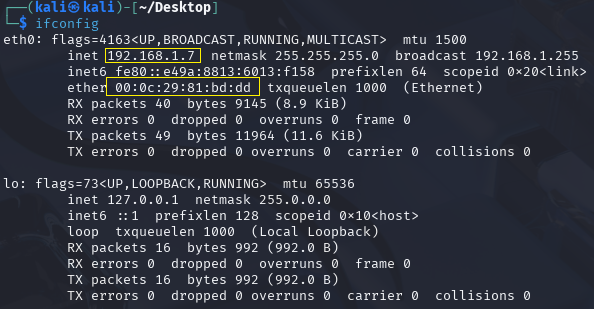 ┌──(kali㉿kali)-[~/Desktop]
└─$ ifconfig
eth0: flags=4163<UP,BROADCAST,RUNNING,MULTICAST>  mtu 1500
        inet 192.168.1.7  netmask 255.255.255.0  broadcast 192.168.1.255
        inet6 fe80::e49a:8813:6013:f158  prefixlen 64  scopeid 0×20<link>
        ether 00:0c:29:81:bd:dd  txqueuelen 1000  (Ethernet)
        RX packets 40  bytes 9145 (8.9 KiB)
        RX errors 0  dropped 0  overruns 0  frame 0
        TX packets 49  bytes 11964 (11.6 KiB)
        TX errors 0  dropped 0 overruns 0  carrier 0  collisions 0
lo: flags=73<UP,LOOPBACK,RUNNING>  mtu 65536
        inet 127.0.0.1  netmask 255.0.0.0
        inet6 ::1  prefixlen 128  scopeid 0×10<host>
        loop  txqueuelen 1000  (Local Loopback)
        RX packets 16  bytes 992 (992.0 B)
        RX errors 0  dropped 0  overruns 0  frame 0
        TX packets 16  bytes 992 (992.0 B)
        TX errors 0  dropped 0 overruns 0  carrier 0  collisions 0